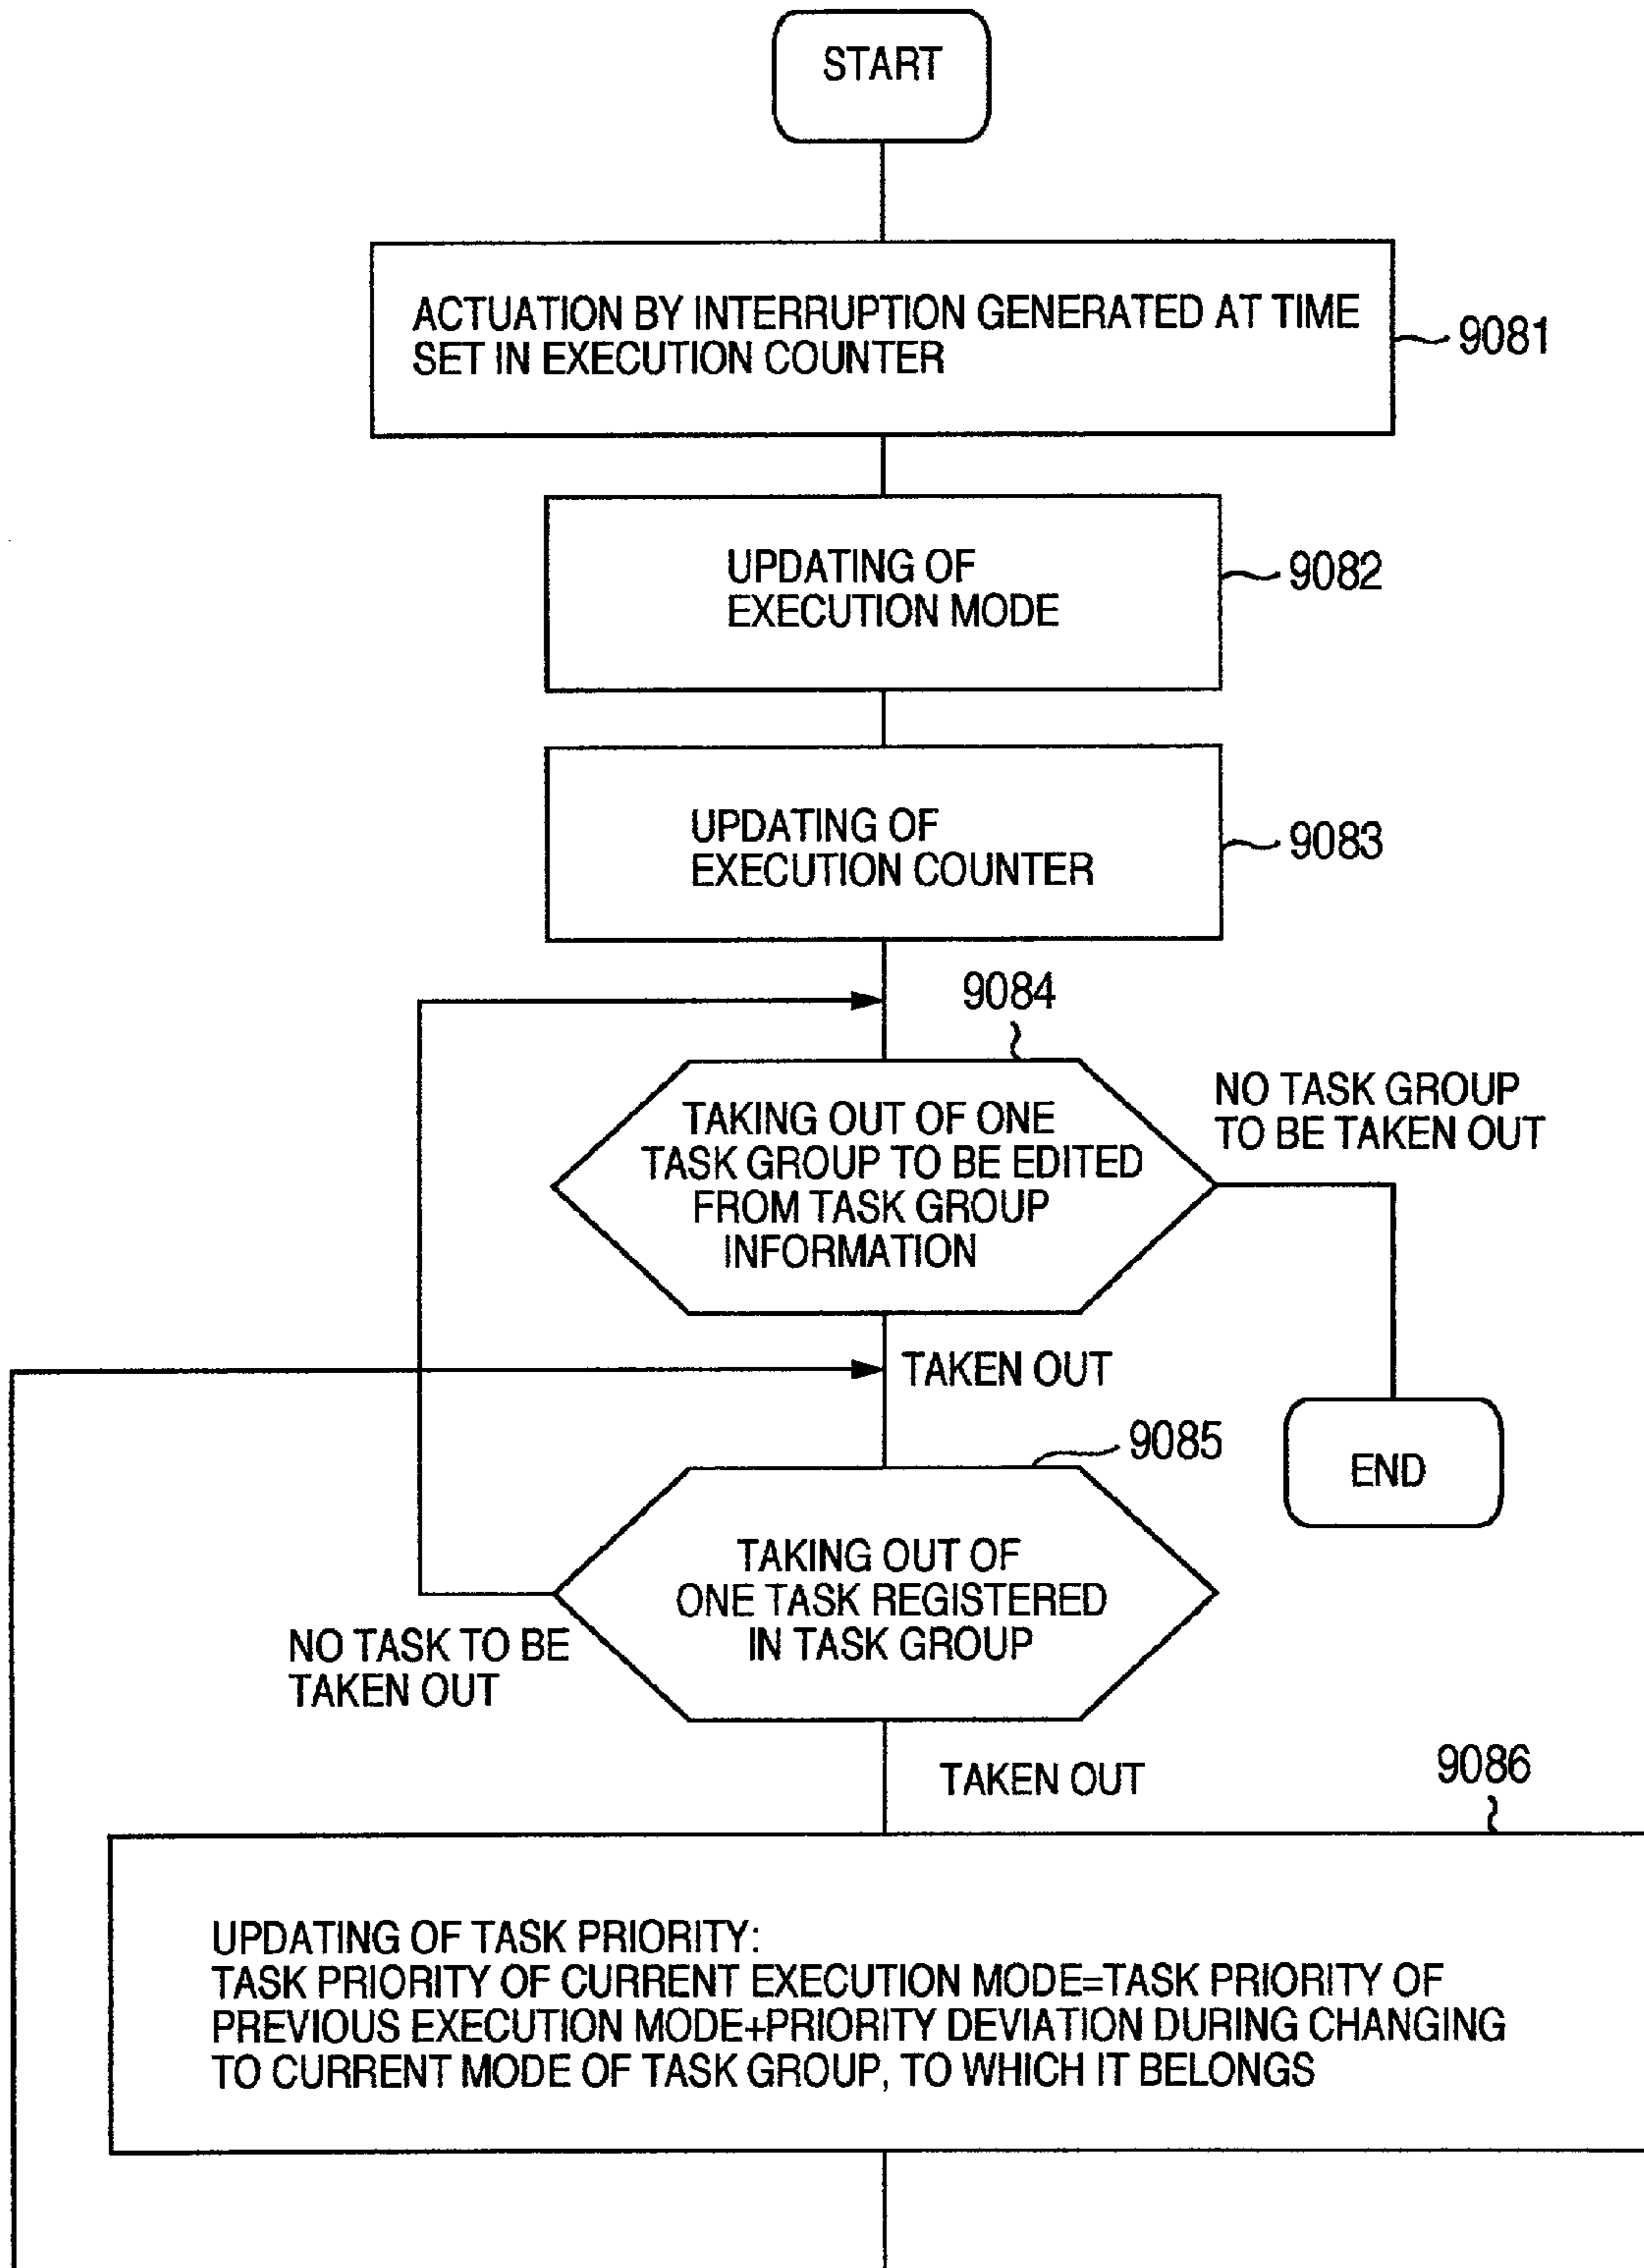 START
ACTUATION BY INTERRUPTION GENERATED AT TIME
SET IN EXECUTION COUNTER
9081
UPDATING OF
EXECUTION MODE
9082
UPDATING OF
EXECUTION COUNTER
9083
9084
TAKING OUT OF ONE
TASK GROUP TO BE EDITED
FROM TASK GROUP
INFORMATION
NO TASK GROUP
TO BE TAKEN OUT
TAKEN OUT
END
9085
TAKING OUT OF
ONE TASK REGISTERED
IN TASK GROUP
NO TASK TO BE
TAKEN OUT
TAKEN OUT
9086
UPDATING OF TASK PRIORITY:
TASK PRIORITY OF CURRENT EXECUTION MODE=TASK PRIORITY OF
PREVIOUS EXECUTION MODE+PRIORITY DEVIATION DURING CHANGING
TO CURRENT MODE OF TASK GROUP, TO WHICH IT BELONGS